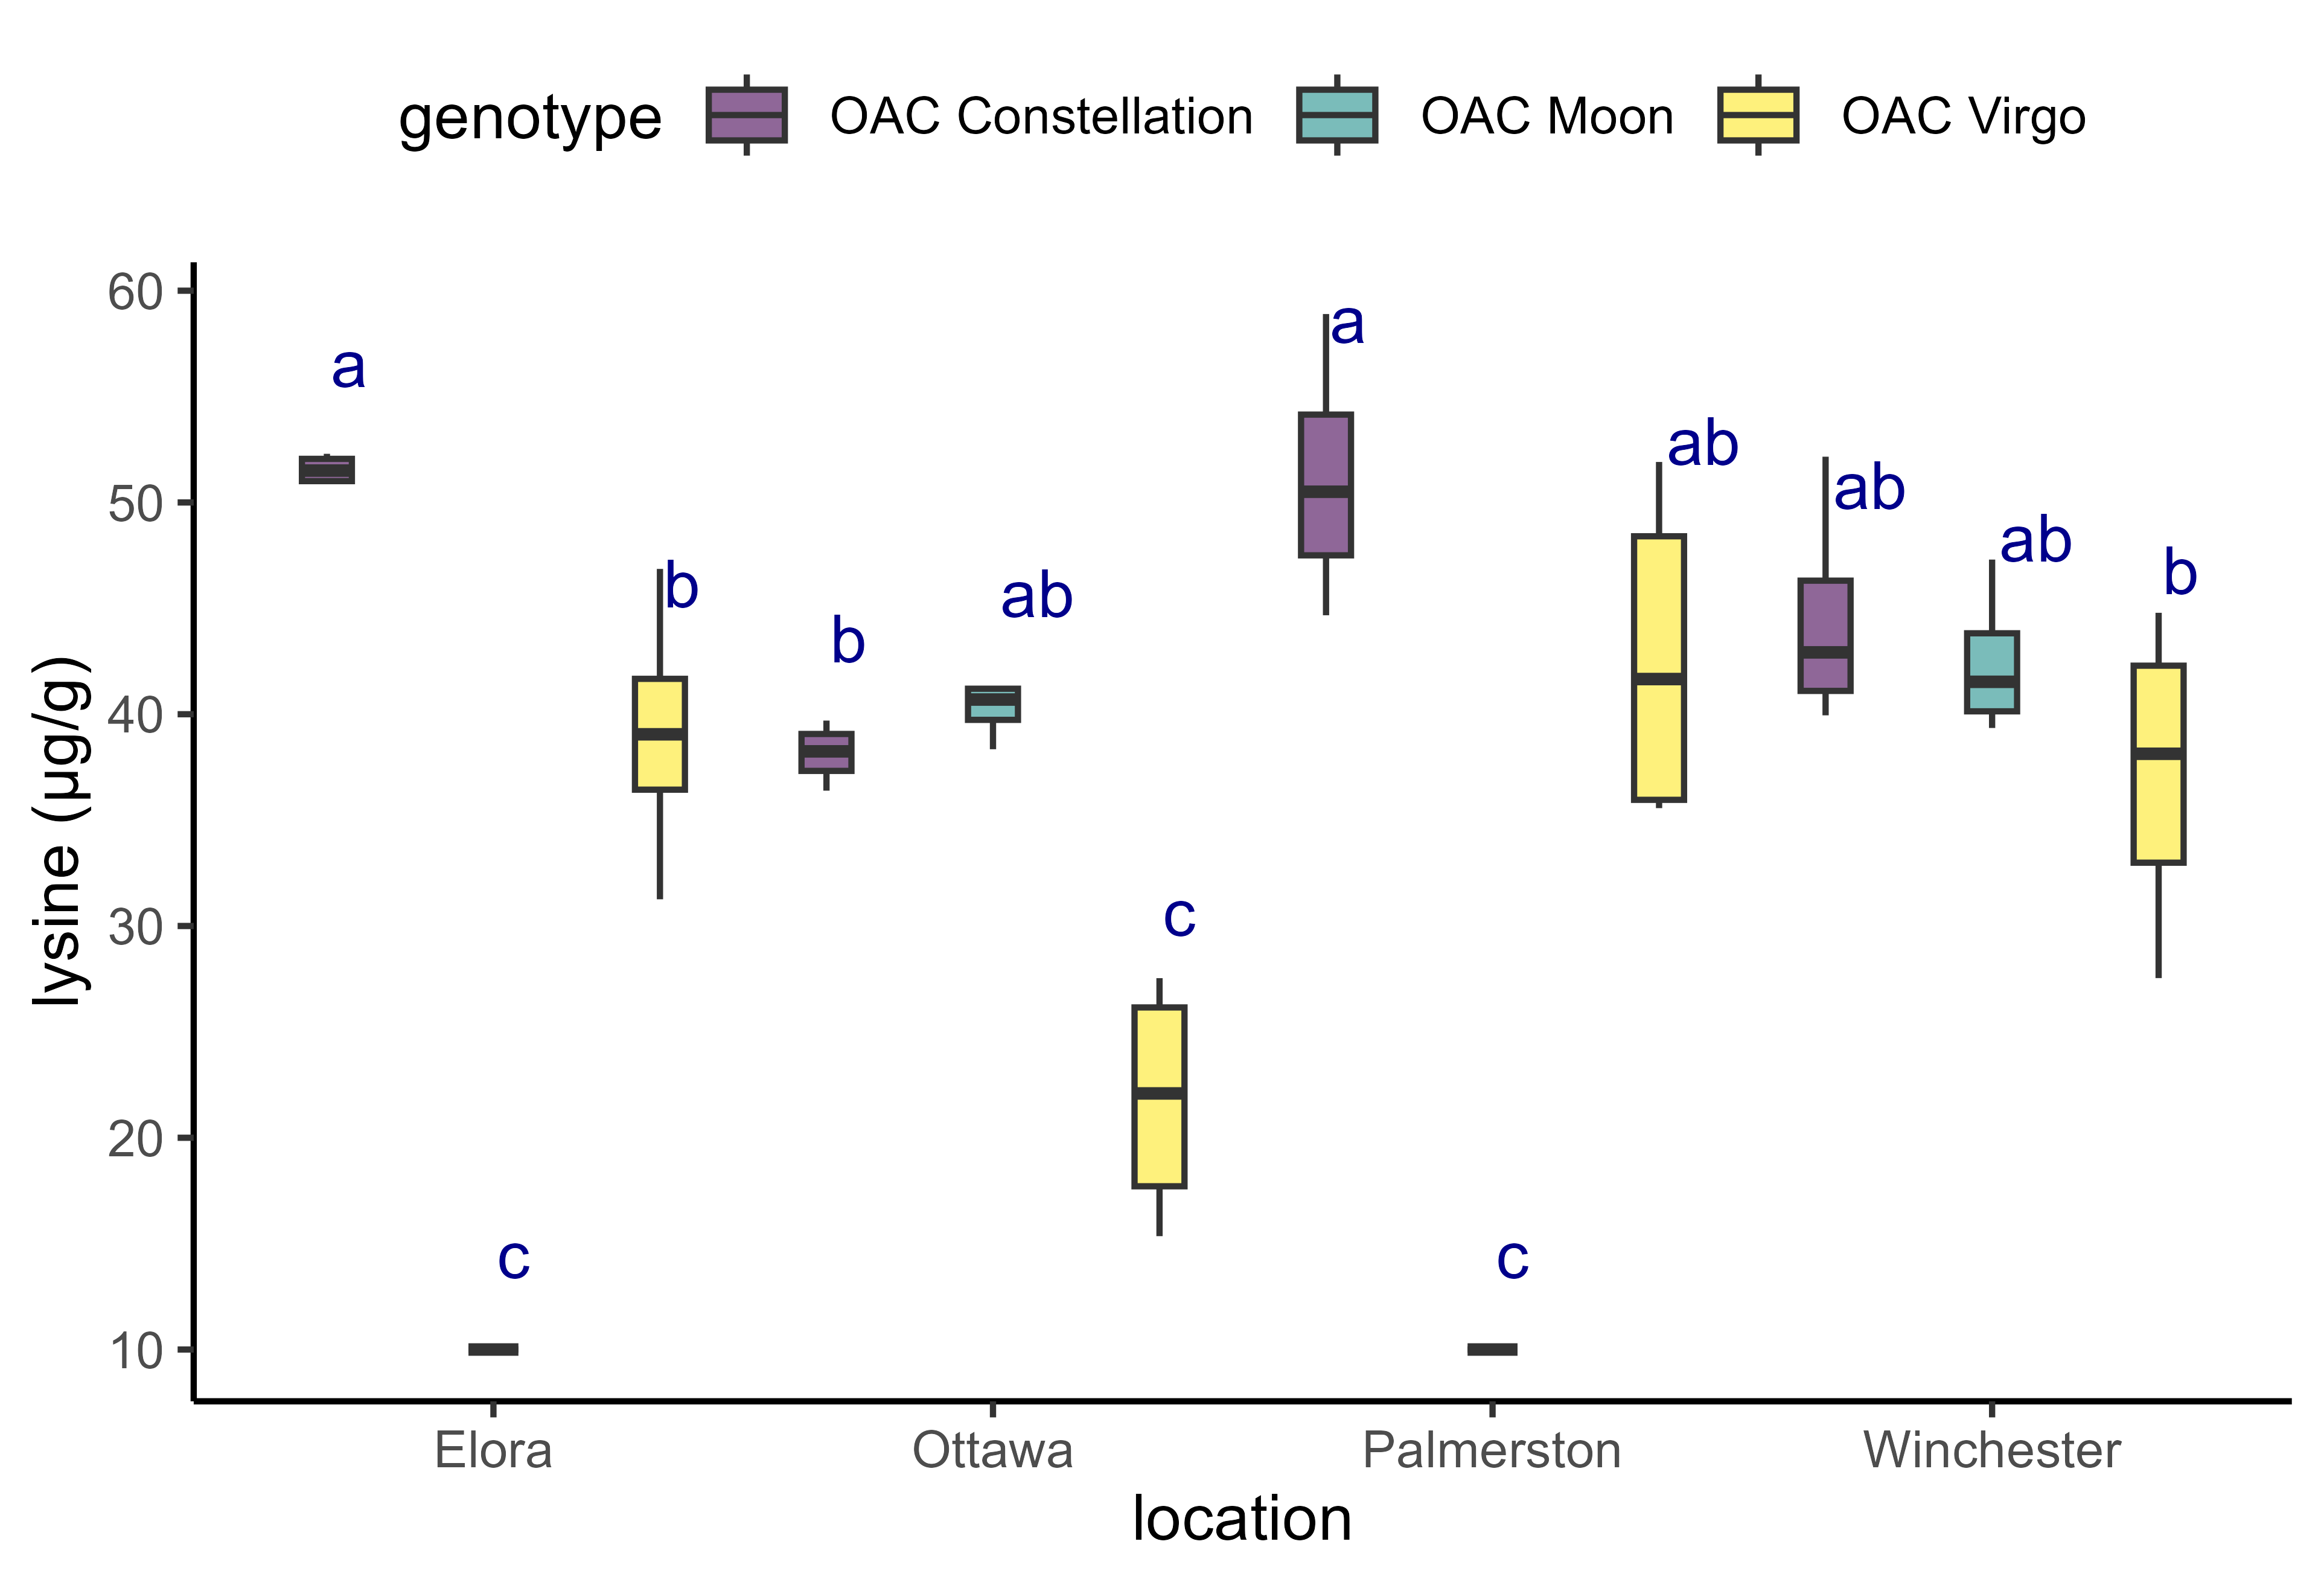 genotype OAC Constellation OAC Moon OAC Virgo
lysine (µg/g)
60
50
40
30
20
10
a
c
b
b
ab
c
a
c
ab
ab
ab
b
Elora Ottawa Palmerston Winchester
location